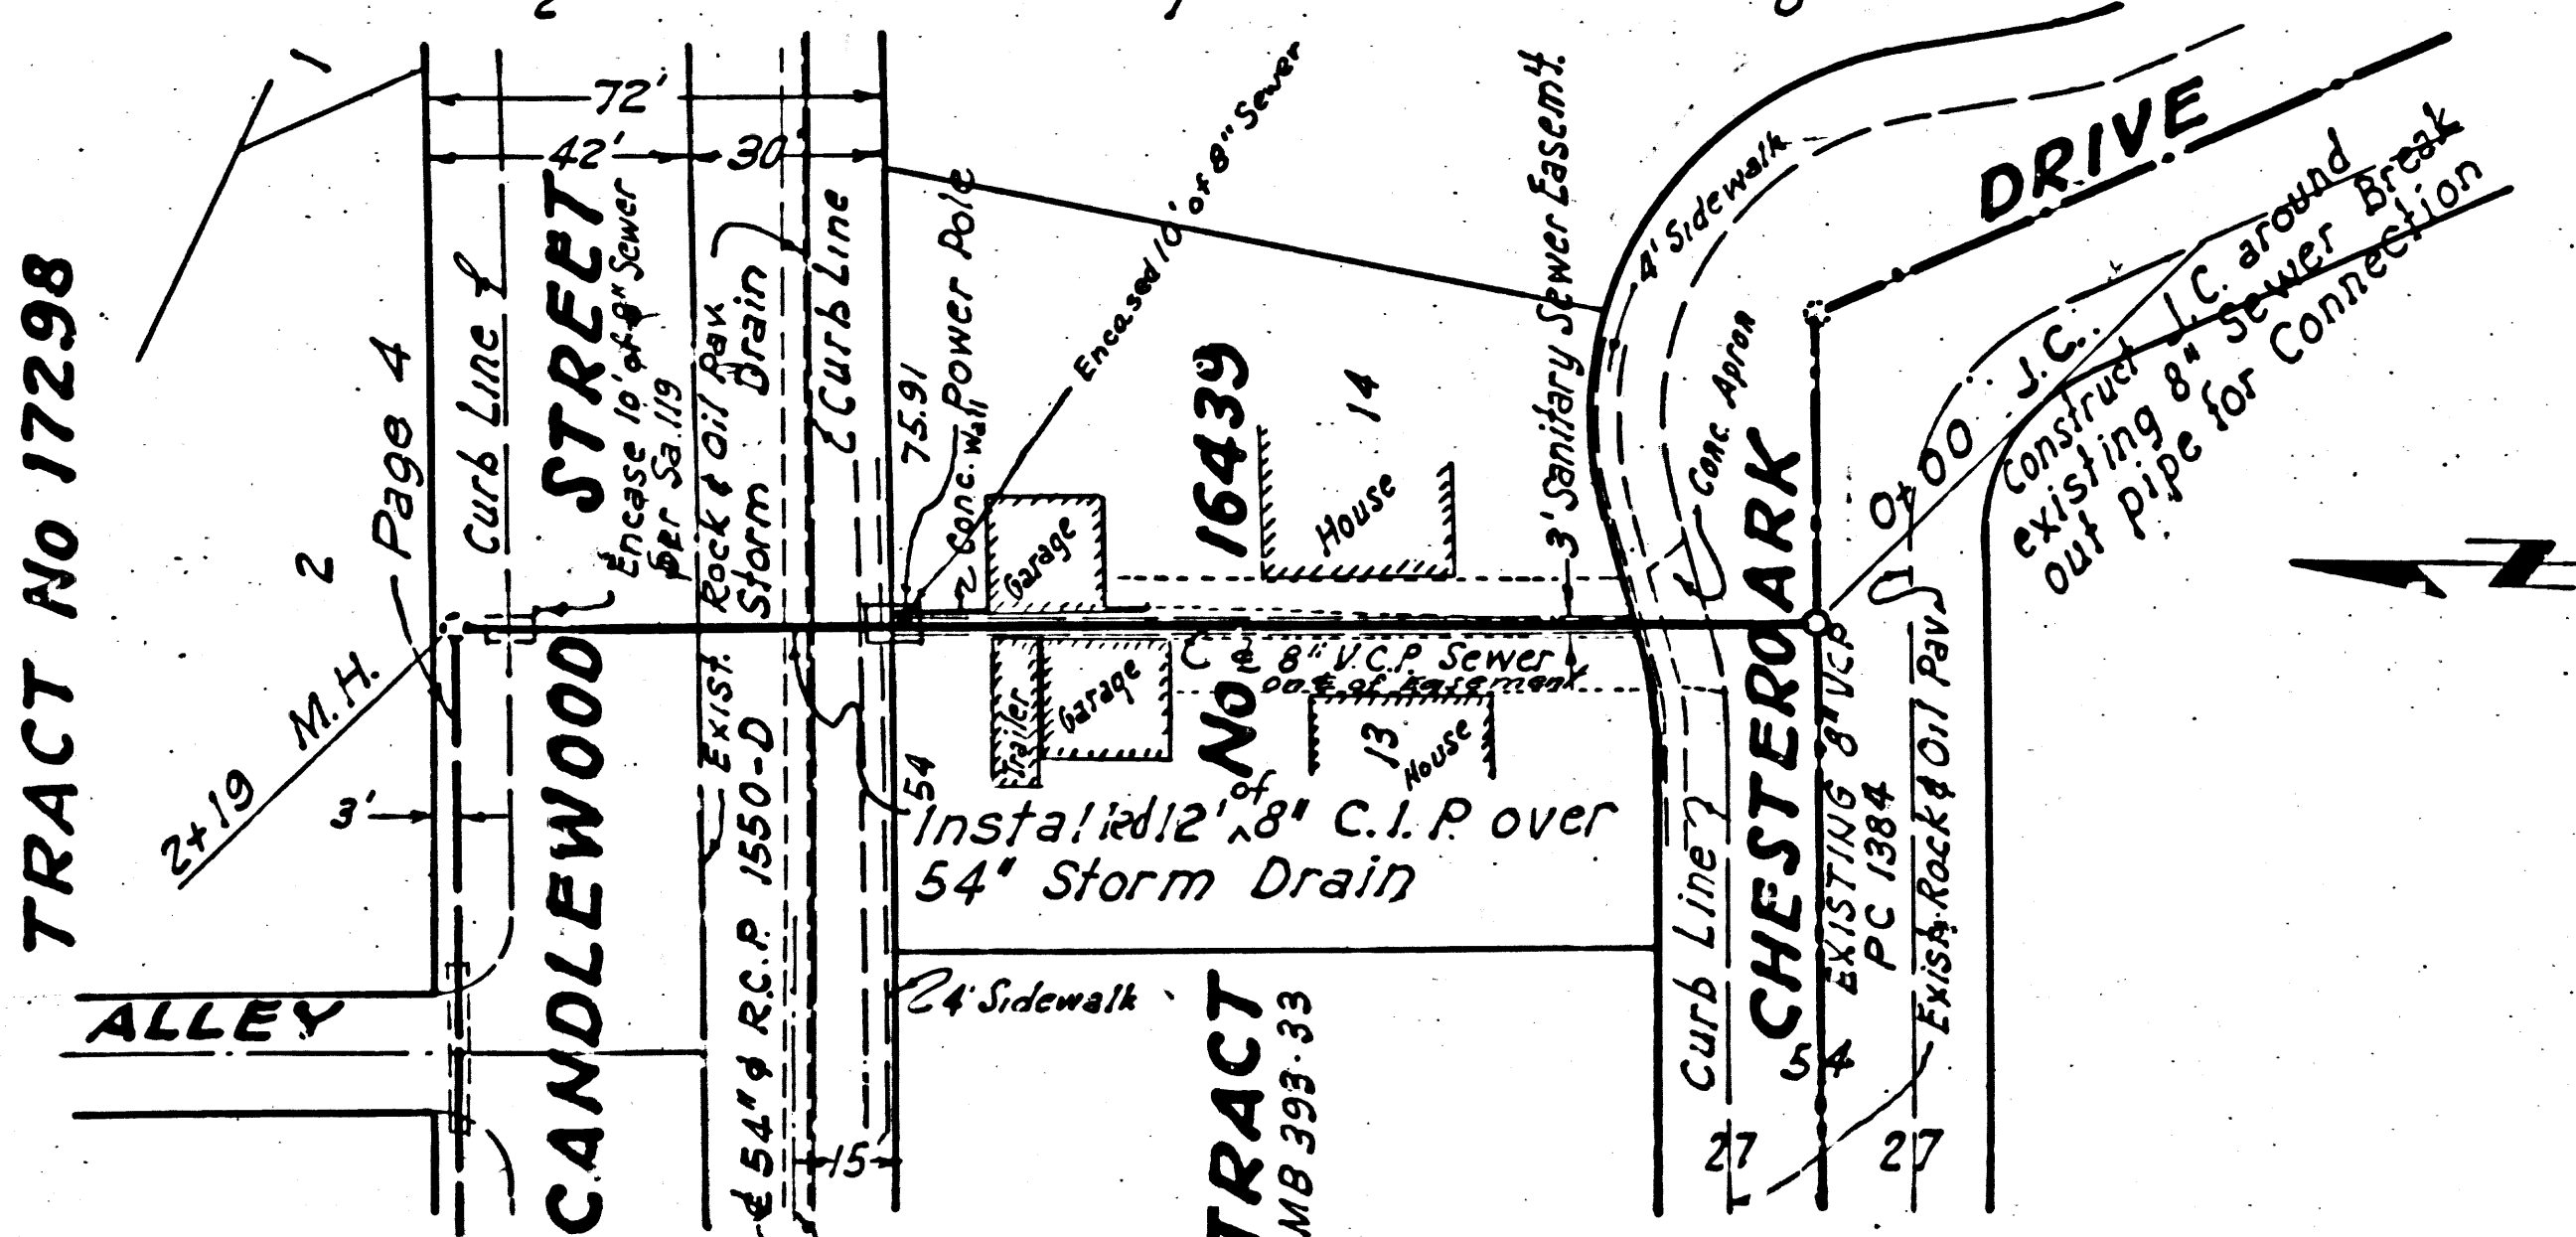 TRACT No 17298
1
2
Page 4
2+19 M.H.
3'
ALLEY
72'
42'
30
Curb Line
CANDLEWOOD STREET
Encase 10' of 8" Sewer
per Sa.119
Rock & Oil Pav.
Exist.
Storm Drain
℄ 54" ϕ R.C.P. 1550-D
Curb Line
15
75.91
Power Pole
Conc. Wall
Encased 10' of 8" Sewer
Garage
Trailer
Garage
54
Installed 12' of 8" C.I.P. over
54" Storm Drain
4' Sidewalk
TRACT No 16439
MB 393-33
14
House
13
House
℄ 8" V.C.P. Sewer
on ℄ of Easement
3' Sanitary Sewer Easem't.
4' Sidewalk
Conc. Apron
Curb Line
CHESTEROARK DRIVE
EXISTING 8" VCP
PC 1384
Exist. Rock & Oil Pav.
54
27
27
0+00 J.C.
Construct J.C. around
existing 8" Sewer Break
out pipe for Connection